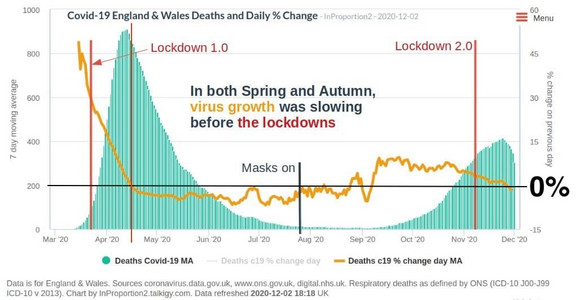 Covid-19 England & Wales Deaths and Daily % Change - InProportion2 - 2020-12-02
Menu
1000
800
600
400
200
0
7 day moving average
60
45
30
15
0%
-15
% change on previous day
Lockdown 1.0
Lockdown 2.0
In both Spring and Autumn,
virus growth was slowing
before the lockdowns
Masks on
Mar '20
Apr '20
May '20
Jun '20
Jul '20
Aug '20
Sep '20
Oct '20
Nov '20
Dec '20
Deaths Covid-19 MA
Deaths c19 % change day
Deaths c19 % change day MA
Data is for England & Wales. Sources coronavirus.data.gov.uk, www.ons.gov.uk, digital.nhs.uk. Respiratory deaths as defined by ONS (ICD-10 J00-J99
ICD-10 v 2013). Chart by InProportion2.talkigy.com. Data refreshed 2020-12-02 18:18 UK